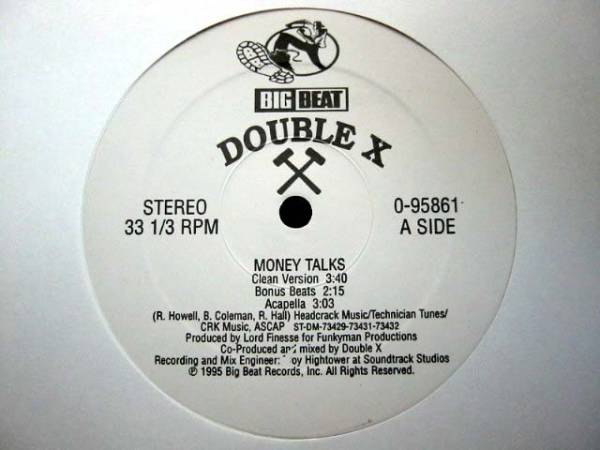 BIG BEAT
DOUBLE X
STEREO
33 1/3 RPM
0-95861
A SIDE
MONEY TALKS
Clean Version 3:40
Bonus Beats 2:15
Acapella 3:03
(R. Howell, B. Coleman, R. Hall) Headcrack Music/Technician Tunes/
CRK Music, ASCAP ST-DM-73429-73431-73432
Produced by Lord Finesse for Funkyman Productions
Co-Produced and mixed by Double X
Recording and Mix Engineer: oy Hightower at Soundtrack Studios
℗ 1995 Big Beat Records, Inc. All Rights Reserved.